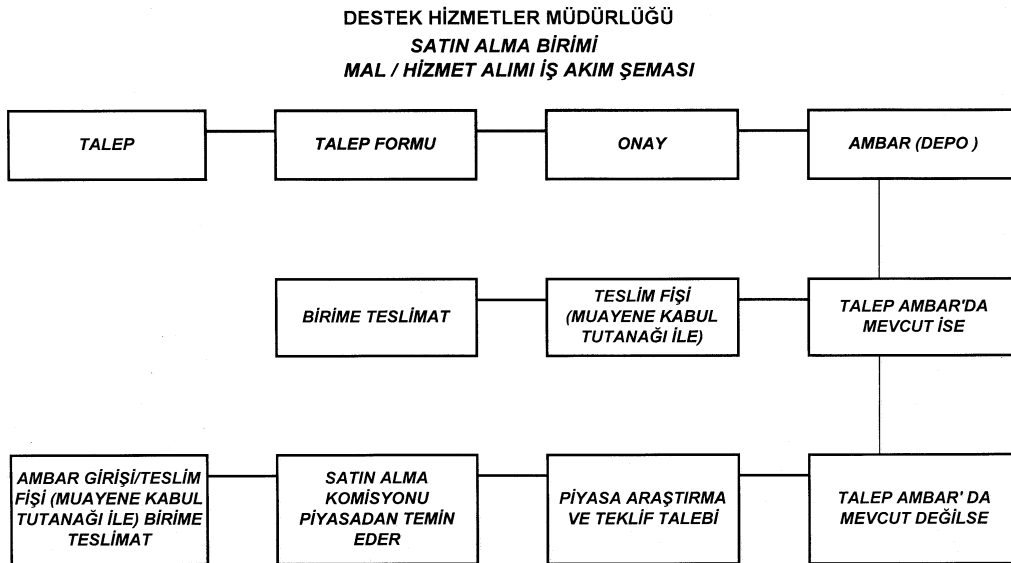 DESTEK HİZMETLER MÜDÜRLÜĞÜ
SATIN ALMA BİRİMİ
MAL / HİZMET ALIMI İŞ AKIM ŞEMASI
TALEP
TALEP FORMU
ONAY
AMBAR (DEPO )
BİRİME TESLİMAT
TESLİM FİŞİ
(MUAYENE KABUL
TUTANAĞI İLE)
TALEP AMBAR'DA
MEVCUT İSE
AMBAR GİRİŞİ/TESLİM
FİŞİ (MUAYENE KABUL
TUTANAĞI İLE) BİRİME
TESLİMAT
SATIN ALMA
KOMİSYONU
PİYASADAN TEMİN
EDER
PİYASA ARAŞTIRMA
VE TEKLİF TALEBİ
TALEP AMBAR' DA
MEVCUT DEĞİLSE